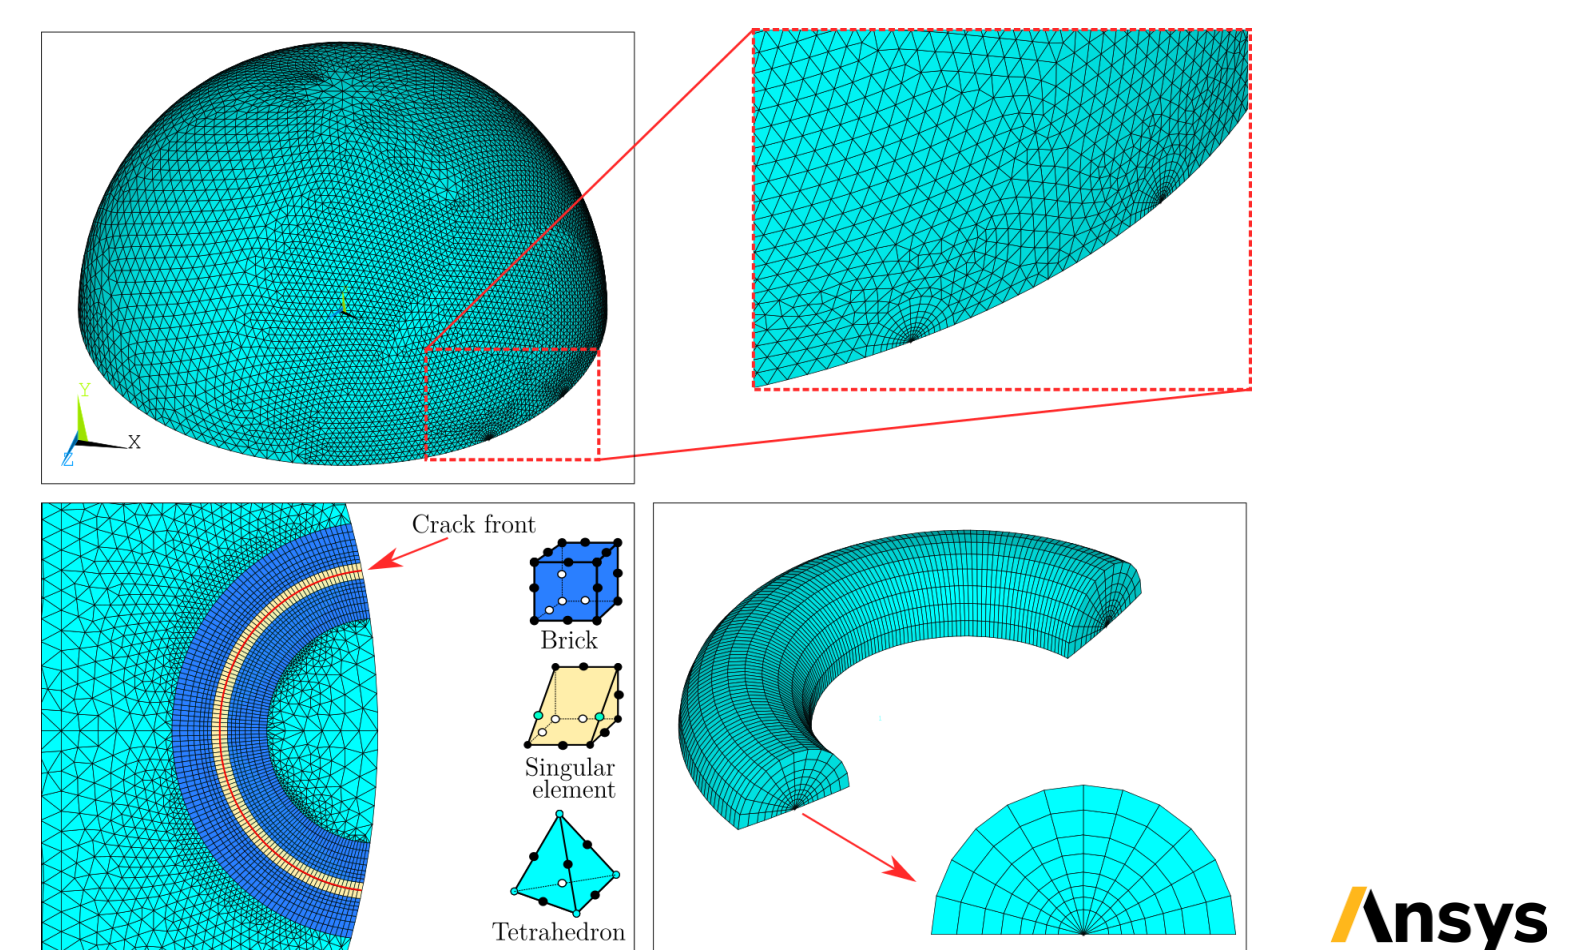 Y
X
Z
Crack front
Brick
Singular
element
Tetrahedron
Ansys